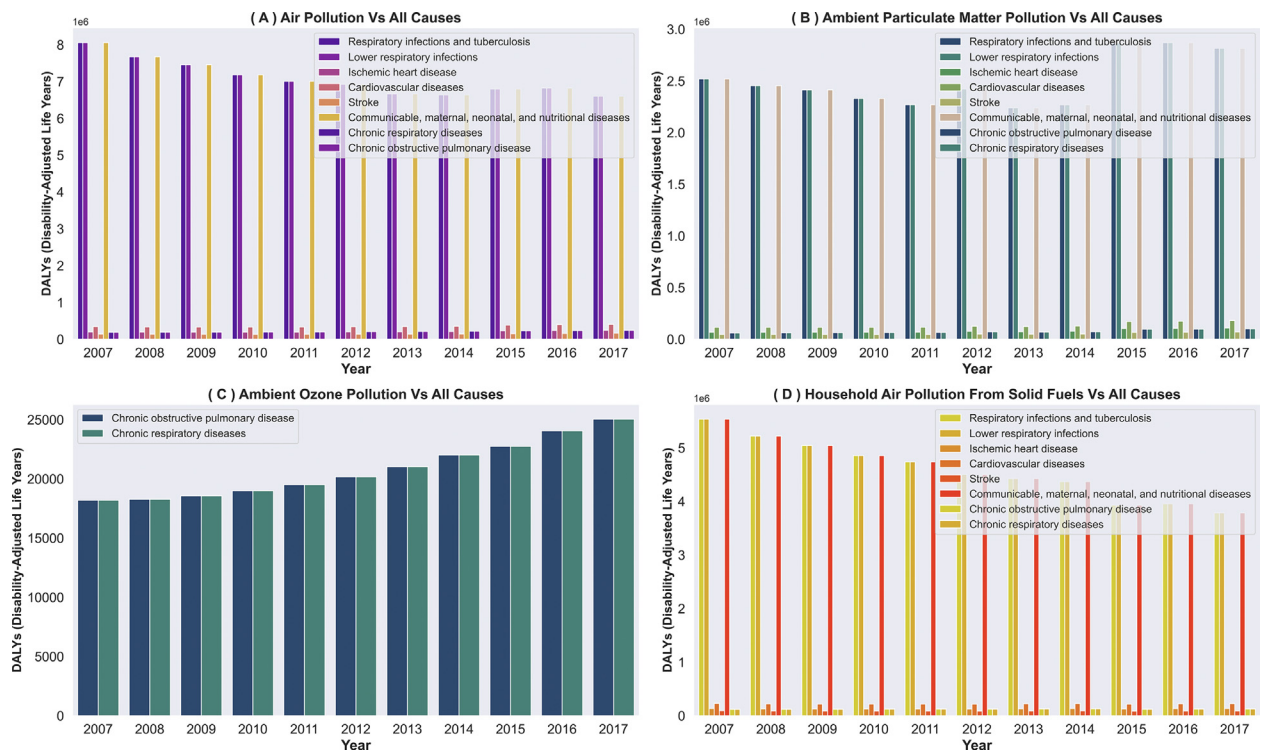 ( A ) Air Pollution Vs All Causes
1e6
DALYs (Disability-Adjusted Life Years)
8
7
6
5
4
3
2
1
0
Respiratory infections and tuberculosis
Lower respiratory infections
Ischemic heart disease
Cardiovascular diseases
Stroke
Communicable, maternal, neonatal, and nutritional diseases
Chronic respiratory diseases
Chronic obstructive pulmonary disease
2007 2008 2009 2010 2011 2012 2013 2014 2015 2016 2017
Year
( B ) Ambient Particulate Matter Pollution Vs All Causes
1e6
DALYs (Disability-Adjusted Life Years)
3.0
2.5
2.0
1.5
1.0
0.5
0.0
Respiratory infections and tuberculosis
Lower respiratory infections
Ischemic heart disease
Cardiovascular diseases
Stroke
Communicable, maternal, neonatal, and nutritional diseases
Chronic obstructive pulmonary disease
Chronic respiratory diseases
2007 2008 2009 2010 2011 2012 2013 2014 2015 2016 2017
Year
( C ) Ambient Ozone Pollution Vs All Causes
DALYs (Disability-Adjusted Life Years)
25000
20000
15000
10000
5000
0
Chronic obstructive pulmonary disease
Chronic respiratory diseases
2007 2008 2009 2010 2011 2012 2013 2014 2015 2016 2017
Year
( D ) Household Air Pollution From Solid Fuels Vs All Causes
1e6
DALYs (Disability-Adjusted Life Years)
5
4
3
2
1
0
Respiratory infections and tuberculosis
Lower respiratory infections
Ischemic heart disease
Cardiovascular diseases
Stroke
Communicable, maternal, neonatal, and nutritional diseases
Chronic obstructive pulmonary disease
Chronic respiratory diseases
2007 2008 2009 2010 2011 2012 2013 2014 2015 2016 2017
Year